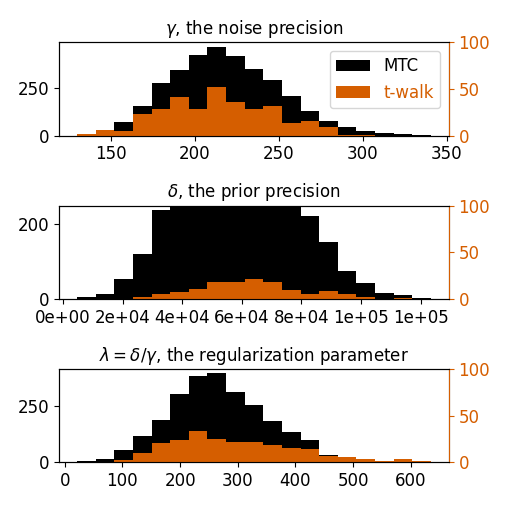 γ, the noise precision
250
0
100
50
0
MTC
t-walk
150 200 250 300 350
δ, the prior precision
200
0
100
50
0
0e+00 2e+04 4e+04 6e+04 8e+04 1e+05 1e+05
λ = δ/γ, the regularization parameter
250
0
100
50
0
0 100 200 300 400 500 600